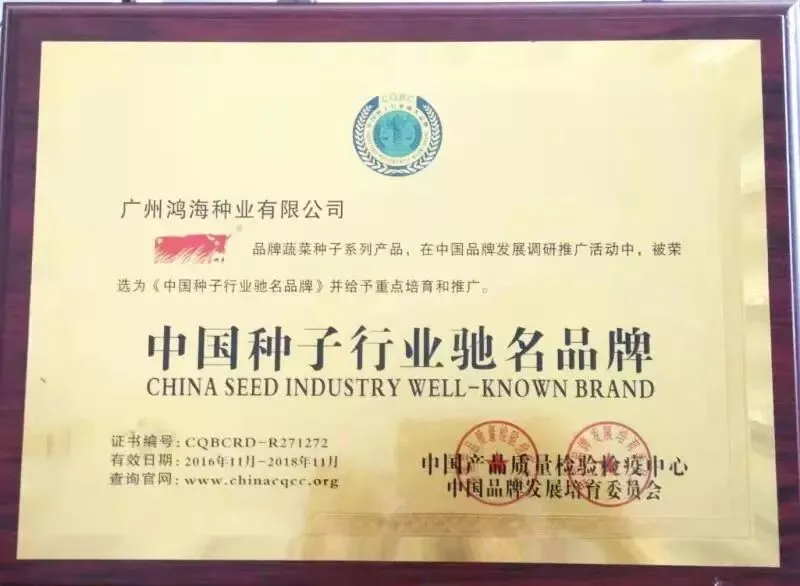 CQBC
广州鸿海种业有限公司
品牌蔬菜种子系列产品，在中国品牌发展调研推广活动中，被荣
选为《中国种子行业驰名品牌》并给予重点培育和推广。
中国种子行业驰名品牌
CHINA SEED INDUSTRY WELL-KNOWN BRAND
证书编号：CQBCRD-R271272
有效日期：2016年11月-2018年11月
查询官网：www.chinacqcc.org
中国产品质量检验检疫中心
中国品牌发展培育委员会